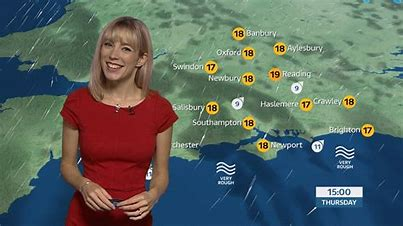 18 Banbury
Oxford 18
18 Aylesbury
Swindon 17
Newbury 18
19 Reading
9
9
Salisbury 18
Haslemere 17
Crawley 18
Southampton 18
Brighton 17
chester
18 Newport
11
VERY
ROUGH
VERY
ROUGH
15:00
THURSDAY